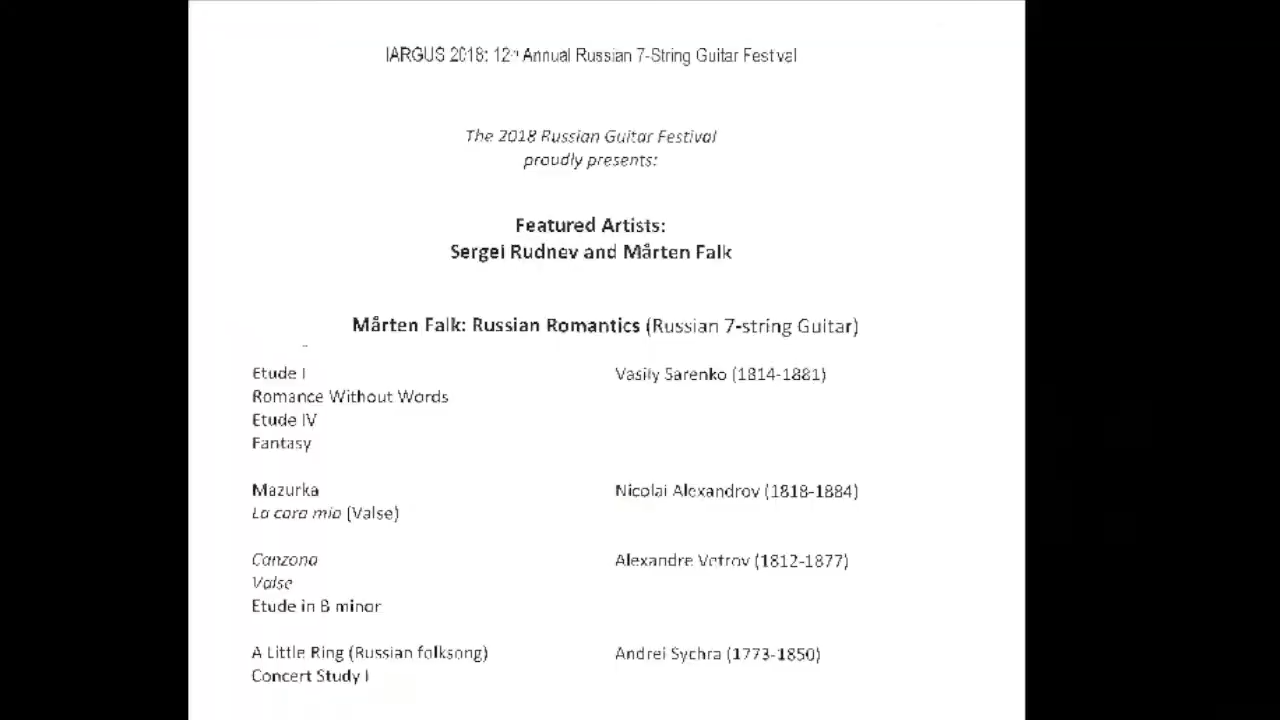 IARGUS 2018: 12th Annual Russian 7-String Guitar Festival
The 2018 Russian Guitar Festival
proudly presents:
Featured Artists:
Sergei Rudnev and Mårten Falk
Mårten Falk: Russian Romantics (Russian 7-string Guitar)
Etude I Vasily Sarenko (1814-1881)
Romance Without Words
Etude IV
Fantasy
Mazurka Nicolai Alexandrov (1818-1884)
La cara mia (Valse)
Canzona Alexandre Vetrov (1812-1877)
Valse
Etude in B minor
A Little Ring (Russian folksong) Andrei Sychra (1773-1850)
Concert Study I